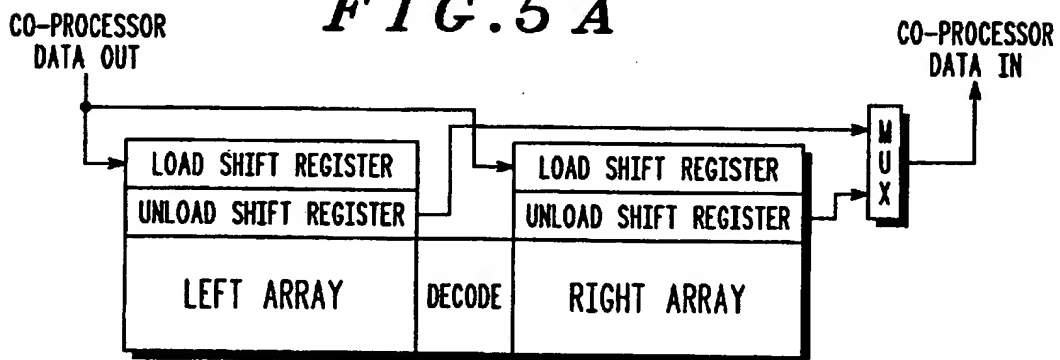 FIG.5A
CO-PROCESSOR
DATA OUT
CO-PROCESSOR
DATA IN
LOAD SHIFT REGISTER
UNLOAD SHIFT REGISTER
LEFT ARRAY
DECODE
LOAD SHIFT REGISTER
UNLOAD SHIFT REGISTER
RIGHT ARRAY
MUX